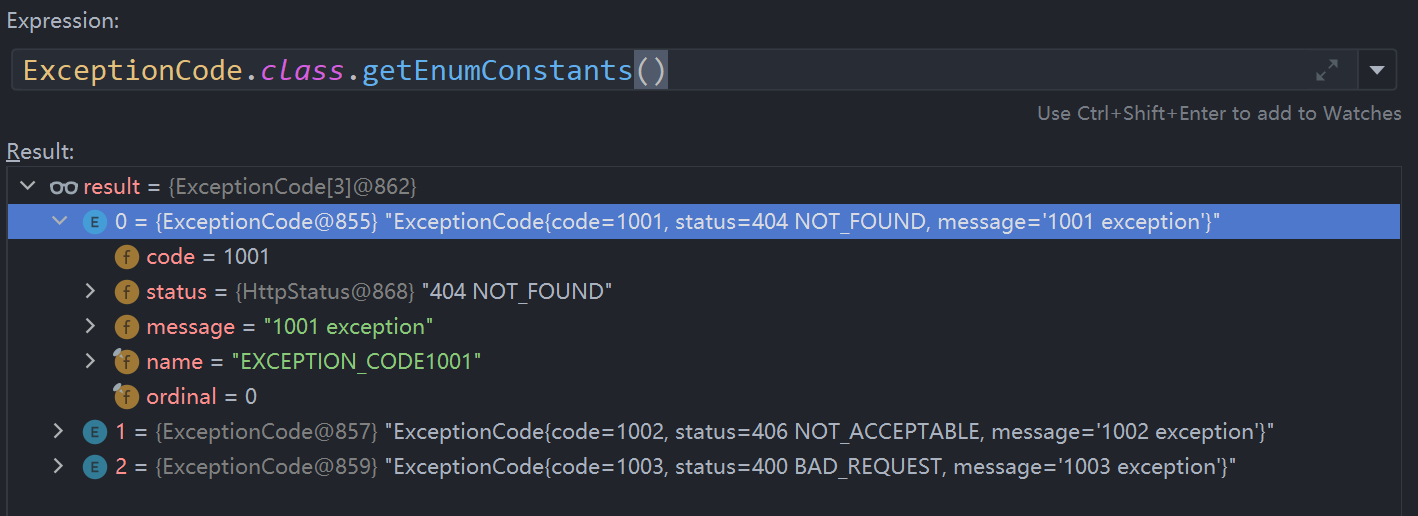 Expression:
ExceptionCode.class.getEnumConstants()
Use Ctrl+Shift+Enter to add to Watches
Result:
result = {ExceptionCode[3]@862}
E 0 = {ExceptionCode@855} "ExceptionCode{code=1001, status=404 NOT_FOUND, message='1001 exception'}"
f code = 1001
f status = {HttpStatus@868} "404 NOT_FOUND"
f message = "1001 exception"
f name = "EXCEPTION_CODE1001"
f ordinal = 0
E 1 = {ExceptionCode@857} "ExceptionCode{code=1002, status=406 NOT_ACCEPTABLE, message='1002 exception'}"
E 2 = {ExceptionCode@859} "ExceptionCode{code=1003, status=400 BAD_REQUEST, message='1003 exception'}"